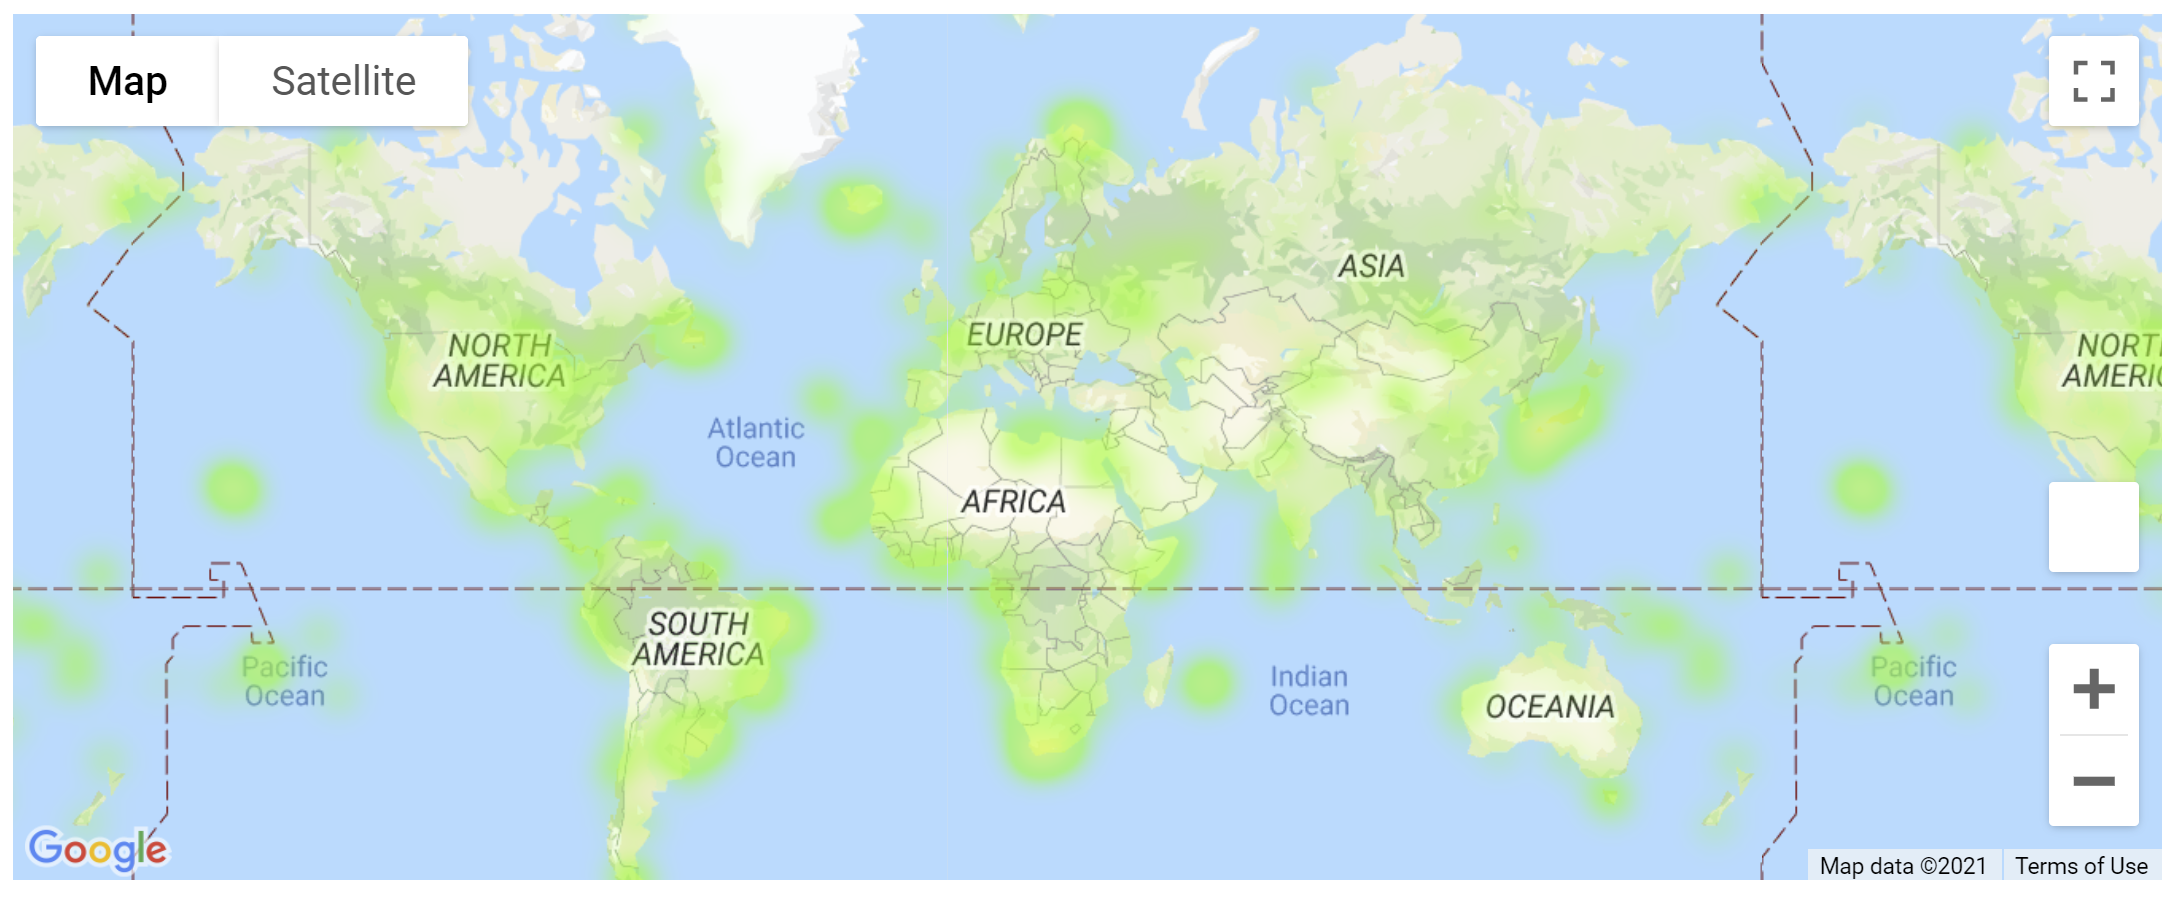 Map
Satellite
ASIA
NORTH
AMERICA
EUROPE
NORTH
AMERIC
Atlantic
Ocean
AFRICA
SOUTH
AMERICA
Pacific
Ocean
Indian
Ocean
OCEANIA
Pacific
Ocean
Google
Map data ©2021
Terms of Use